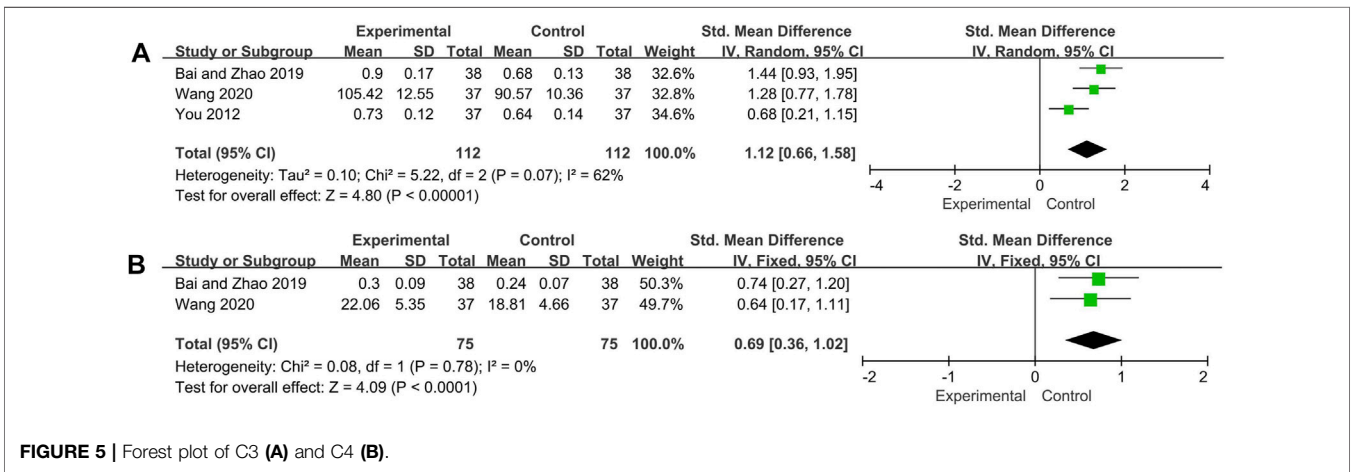 A
Experimental Control Std. Mean Difference Std. Mean Difference
Study or Subgroup Mean SD Total Mean SD Total Weight IV, Random, 95% CI IV, Random, 95% CI
Bai and Zhao 2019 0.9 0.17 38 0.68 0.13 38 32.6% 1.44 [0.93, 1.95]
Wang 2020 105.42 12.55 37 90.57 10.36 37 32.8% 1.28 [0.77, 1.78]
You 2012 0.73 0.12 37 0.64 0.14 37 34.6% 0.68 [0.21, 1.15]
Total (95% CI) 112 112 100.0% 1.12 [0.66, 1.58]
Heterogeneity: Tau² = 0.10; Chi² = 5.22, df = 2 (P = 0.07); I² = 62%
-4 -2 0 2 4
Test for overall effect: Z = 4.80 (P < 0.00001)
Experimental Control
B
Experimental Control Std. Mean Difference Std. Mean Difference
Study or Subgroup Mean SD Total Mean SD Total Weight IV, Fixed, 95% CI IV, Fixed, 95% CI
Bai and Zhao 2019 0.3 0.09 38 0.24 0.07 38 50.3% 0.74 [0.27, 1.20]
Wang 2020 22.06 5.35 37 18.81 4.66 37 49.7% 0.64 [0.17, 1.11]
Total (95% CI) 75 75 100.0% 0.69 [0.36, 1.02]
Heterogeneity: Chi² = 0.08, df = 1 (P = 0.78); I² = 0%
-2 -1 0 1 2
Test for overall effect: Z = 4.09 (P < 0.0001)
Experimental Control
FIGURE 5 | Forest plot of C3 (A) and C4 (B).